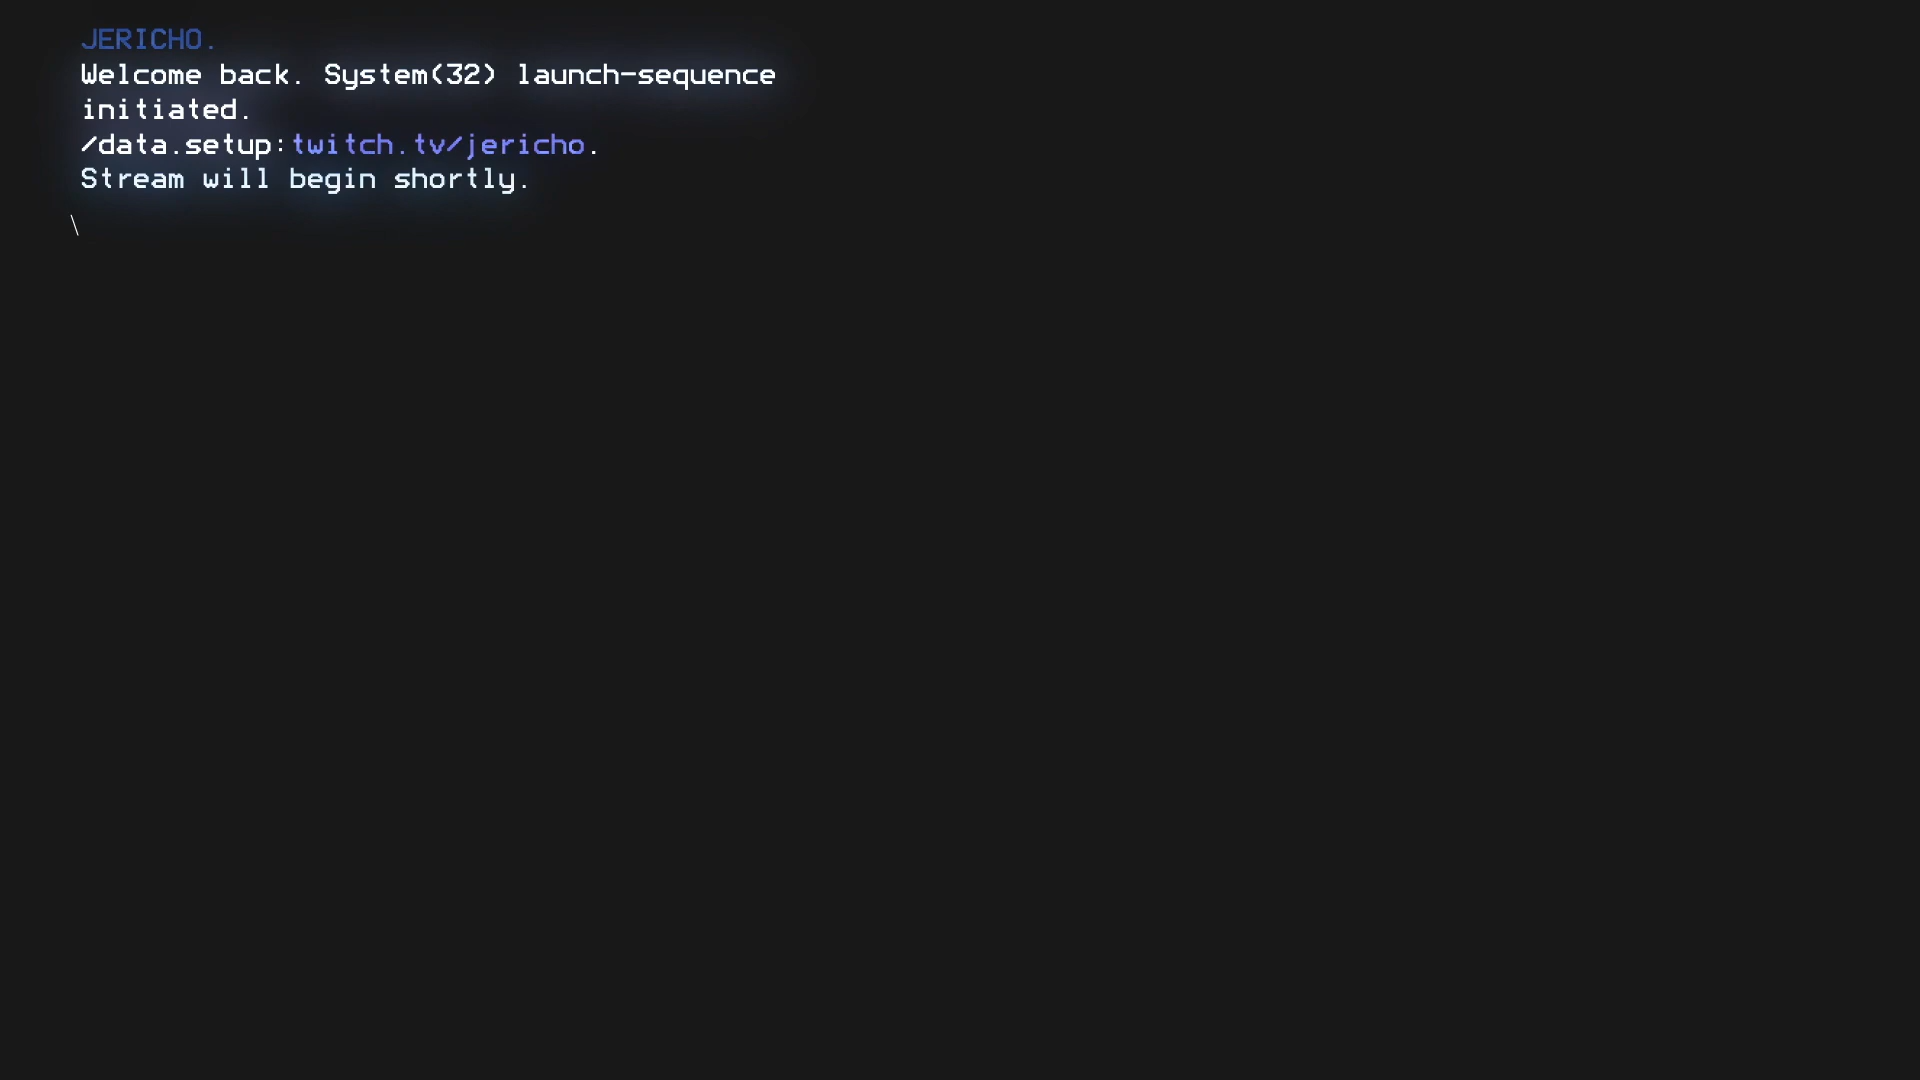 JERICHO.
Welcome back. System(32) launch-sequence
initiated.
/data.setup:twitch.tv/jericho.
Stream will begin shortly.
\